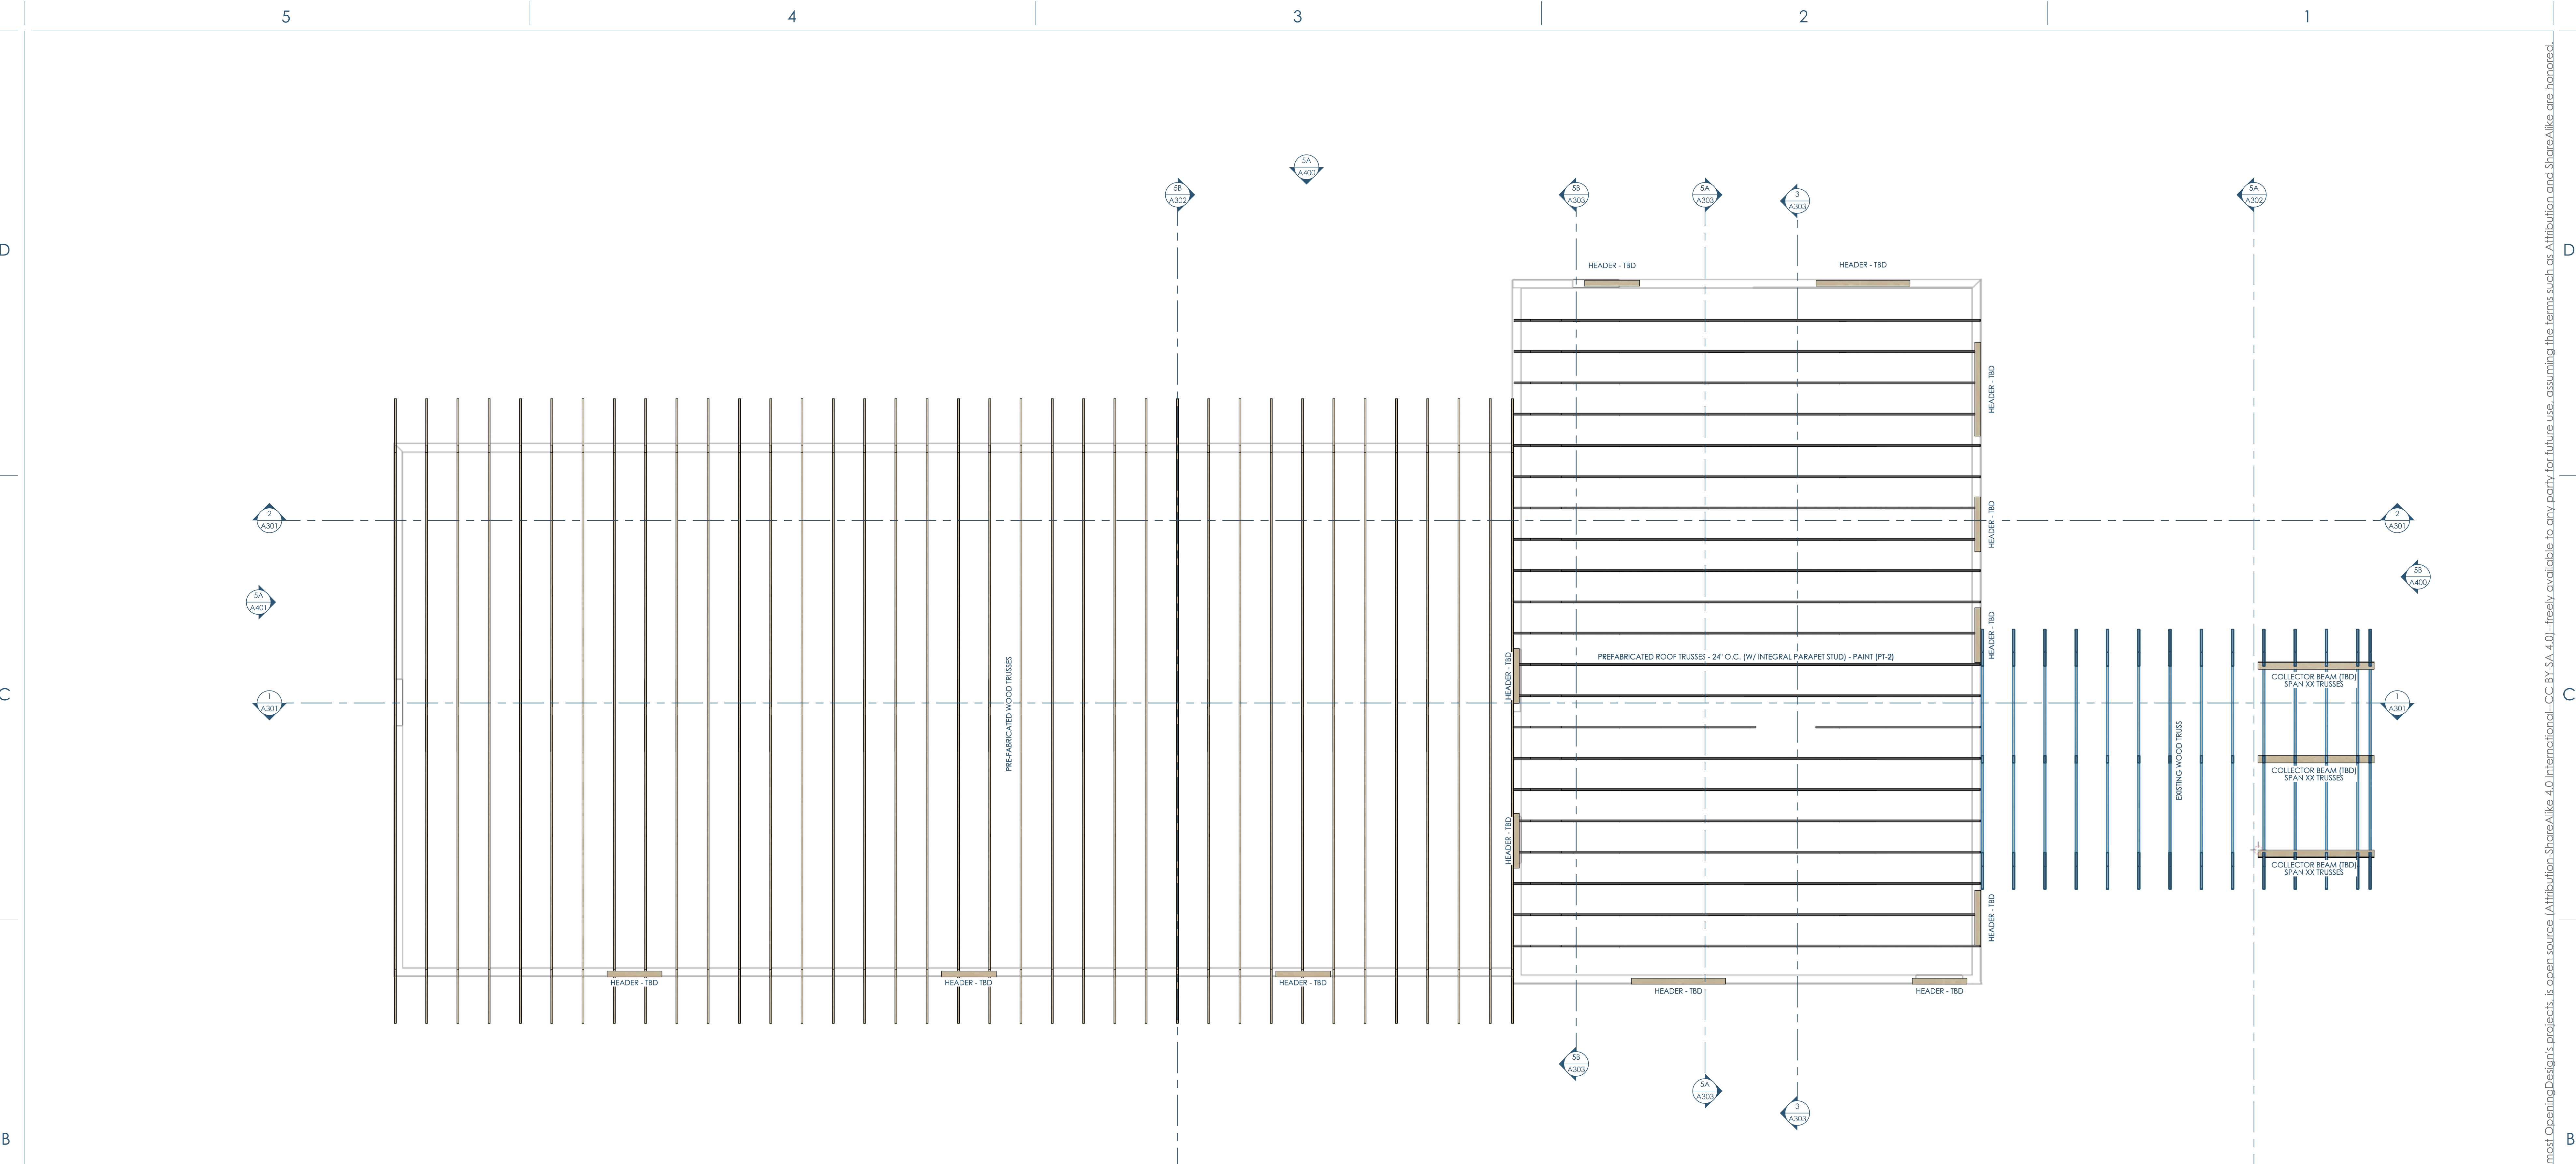 5 4 3 2 1
5A
A400
5B
A302
5B
A303
5A
A303
3
A303
5A
A302
D
D
HEADER - TBD
HEADER - TBD
HEADER - TBD
2
A301
2
A301
HEADER - TBD
5B
A400
5A
A401
HEADER - TBD
PREFABRICATED ROOF TRUSSES - 24" O.C. (W/ INTEGRAL PARAPET STUD) - PAINT (PT-2)
HEADER - TBD
COLLECTOR BEAM (TBD)
SPAN XX TRUSSES
C
C
1
A301
1
A301
PRE-FABRICATED WOOD TRUSSES
EXISTING WOOD TRUSS
COLLECTOR BEAM (TBD)
SPAN XX TRUSSES
HEADER - TBD
COLLECTOR BEAM (TBD)
SPAN XX TRUSSES
HEADER - TBD
HEADER - TBD
HEADER - TBD
HEADER - TBD
HEADER - TBD
HEADER - TBD
5B
A303
5A
A303
3
A303
B
B
most OpeningDesign's projects, is open source (Attribution-ShareAlike 4.0 International--CC BY-SA 4.0)--freely available to any party for future use, assuming the terms such as Attribution and ShareAlike are honored.